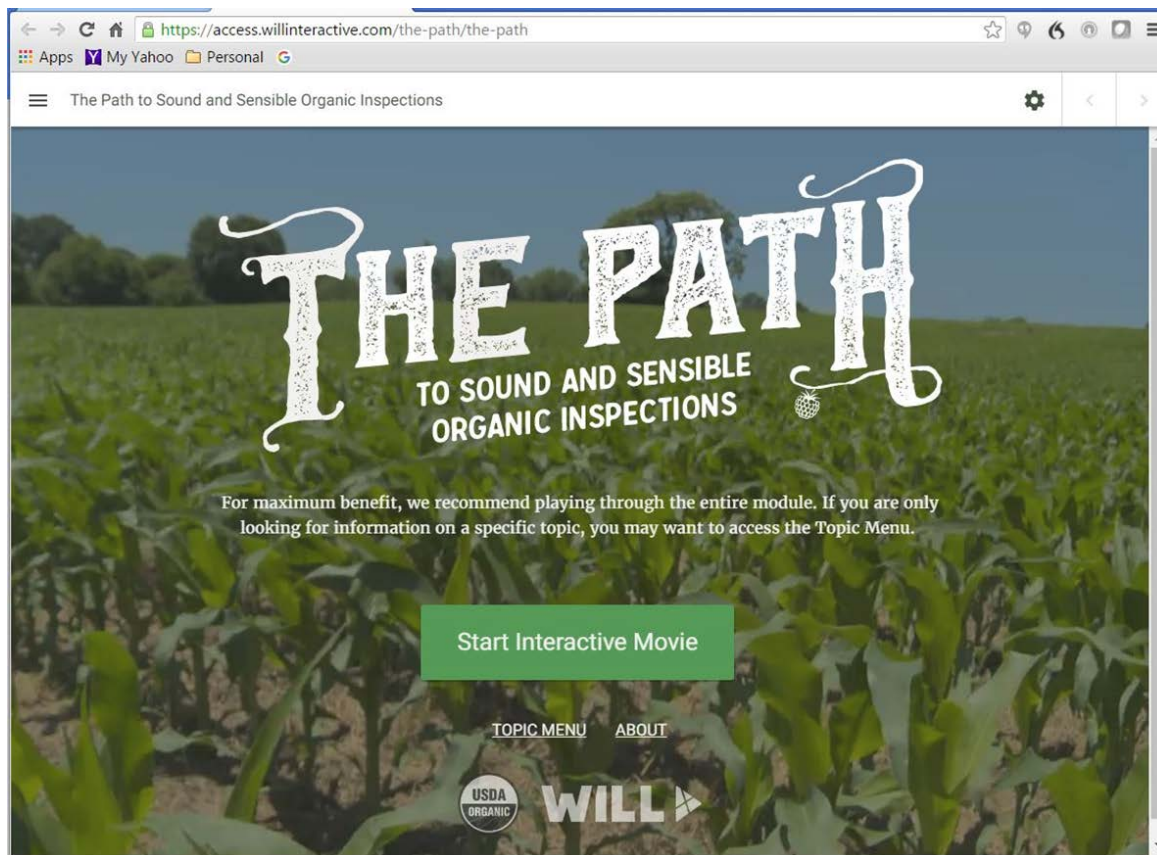 https://access.willinteractive.com/the-path/the-path
Apps My Yahoo Personal G
The Path to Sound and Sensible Organic Inspections
THE PATH
TO SOUND AND SENSIBLE
ORGANIC INSPECTIONS
For maximum benefit, we recommend playing through the entire module. If you are only
looking for information on a specific topic, you may want to access the Topic Menu.
Start Interactive Movie
TOPIC MENU ABOUT
USDA
ORGANIC
WILL